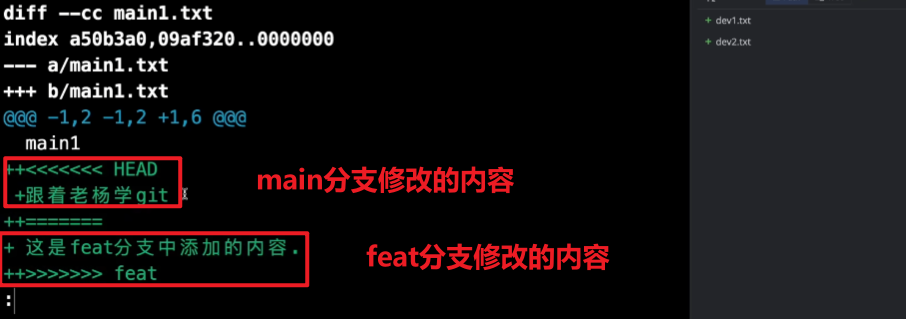 diff --cc main1.txt
index a50b3a0,09af320..0000000
--- a/main1.txt
+++ b/main1.txt
@@@ -1,2 -1,2 +1,6 @@@
  main1
++<<<<<<< HEAD
 +跟着老杨学git
main分支修改的内容
++=======
+ 这是feat分支中添加的内容.
++>>>>>>> feat
feat分支修改的内容
:
+ dev1.txt
+ dev2.txt